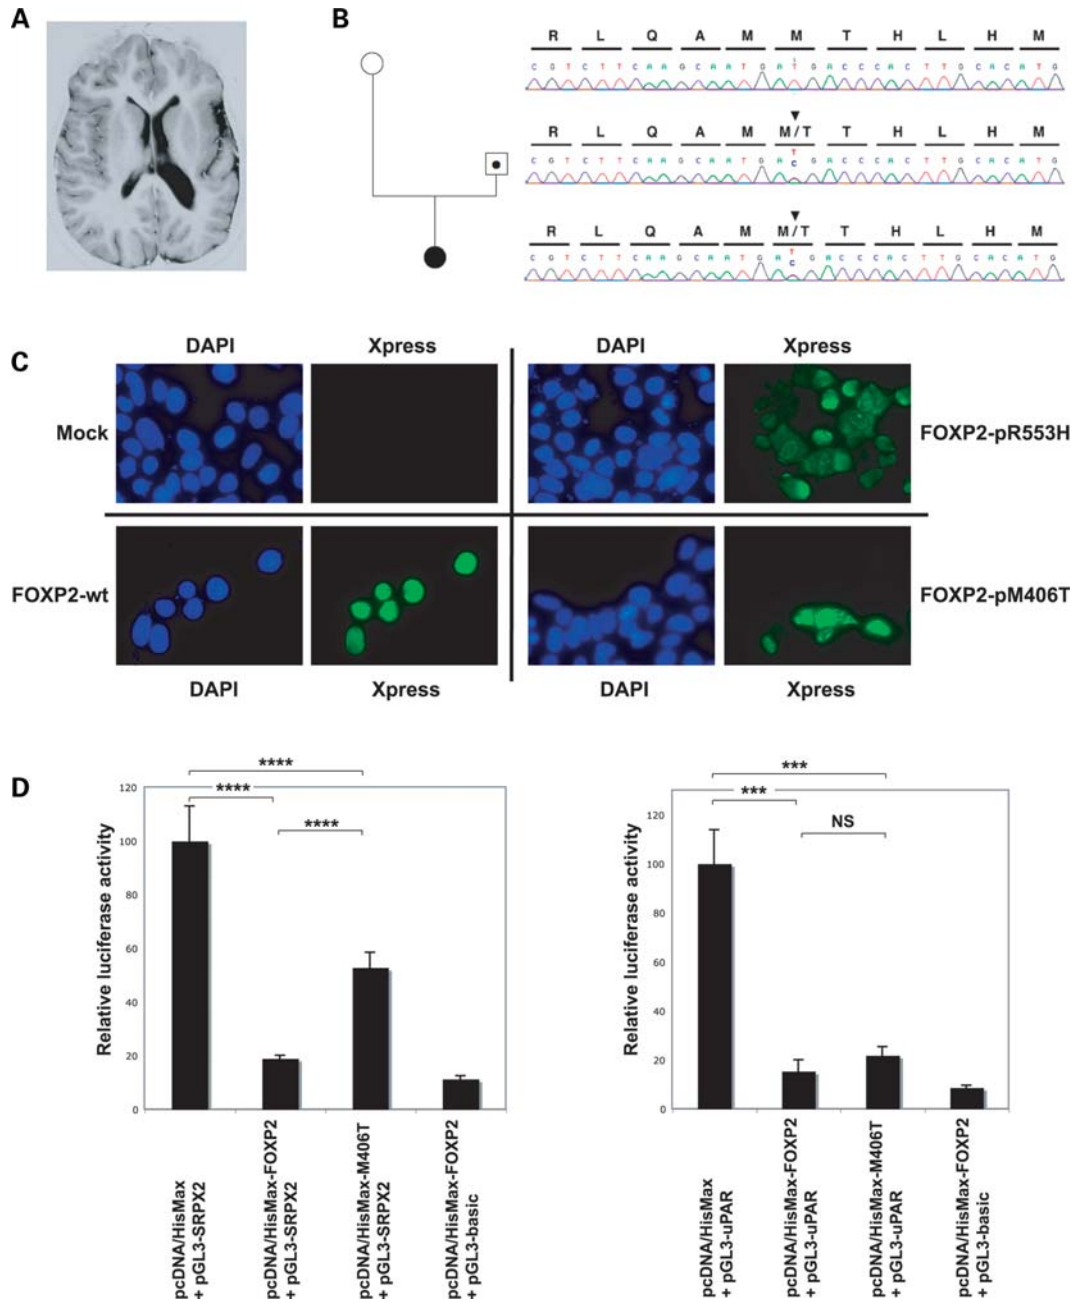 A
B
R L Q A M M T H L H M
C G T C T T C A A G C A A T G A T G A C C C A C T T G C A C A T G
R L Q A M M/T T H L H M
T
C G T C T T C A A G C A A T G A C G A C C C A C T T G C A C A T G
R L Q A M M/T T H L H M
T
C G T C T T C A A G C A A T G A C G A C C C A C T T G C A C A T G
C
DAPI Xpress DAPI Xpress
Mock
FOXP2-pR553H
FOXP2-wt
FOXP2-pM406T
DAPI Xpress DAPI Xpress
D
Relative luciferase activity
120
100
80
60
40
20
0
****
****
****
pcDNA/HisMax
+ pGL3-SRPX2
pcDNA/HisMax-FOXP2
+ pGL3-SRPX2
pcDNA/HisMax-M406T
+ pGL3-SRPX2
pcDNA/HisMax-FOXP2
+ pGL3-basic
Relative luciferase activity
120
100
80
60
40
20
0
***
***
NS
pcDNA/HisMax
+ pGL3-uPAR
pcDNA/HisMax-FOXP2
+ pGL3-uPAR
pcDNA/HisMax-M406T
+ pGL3-uPAR
pcDNA/HisMax-FOXP2
+ pGL3-basic